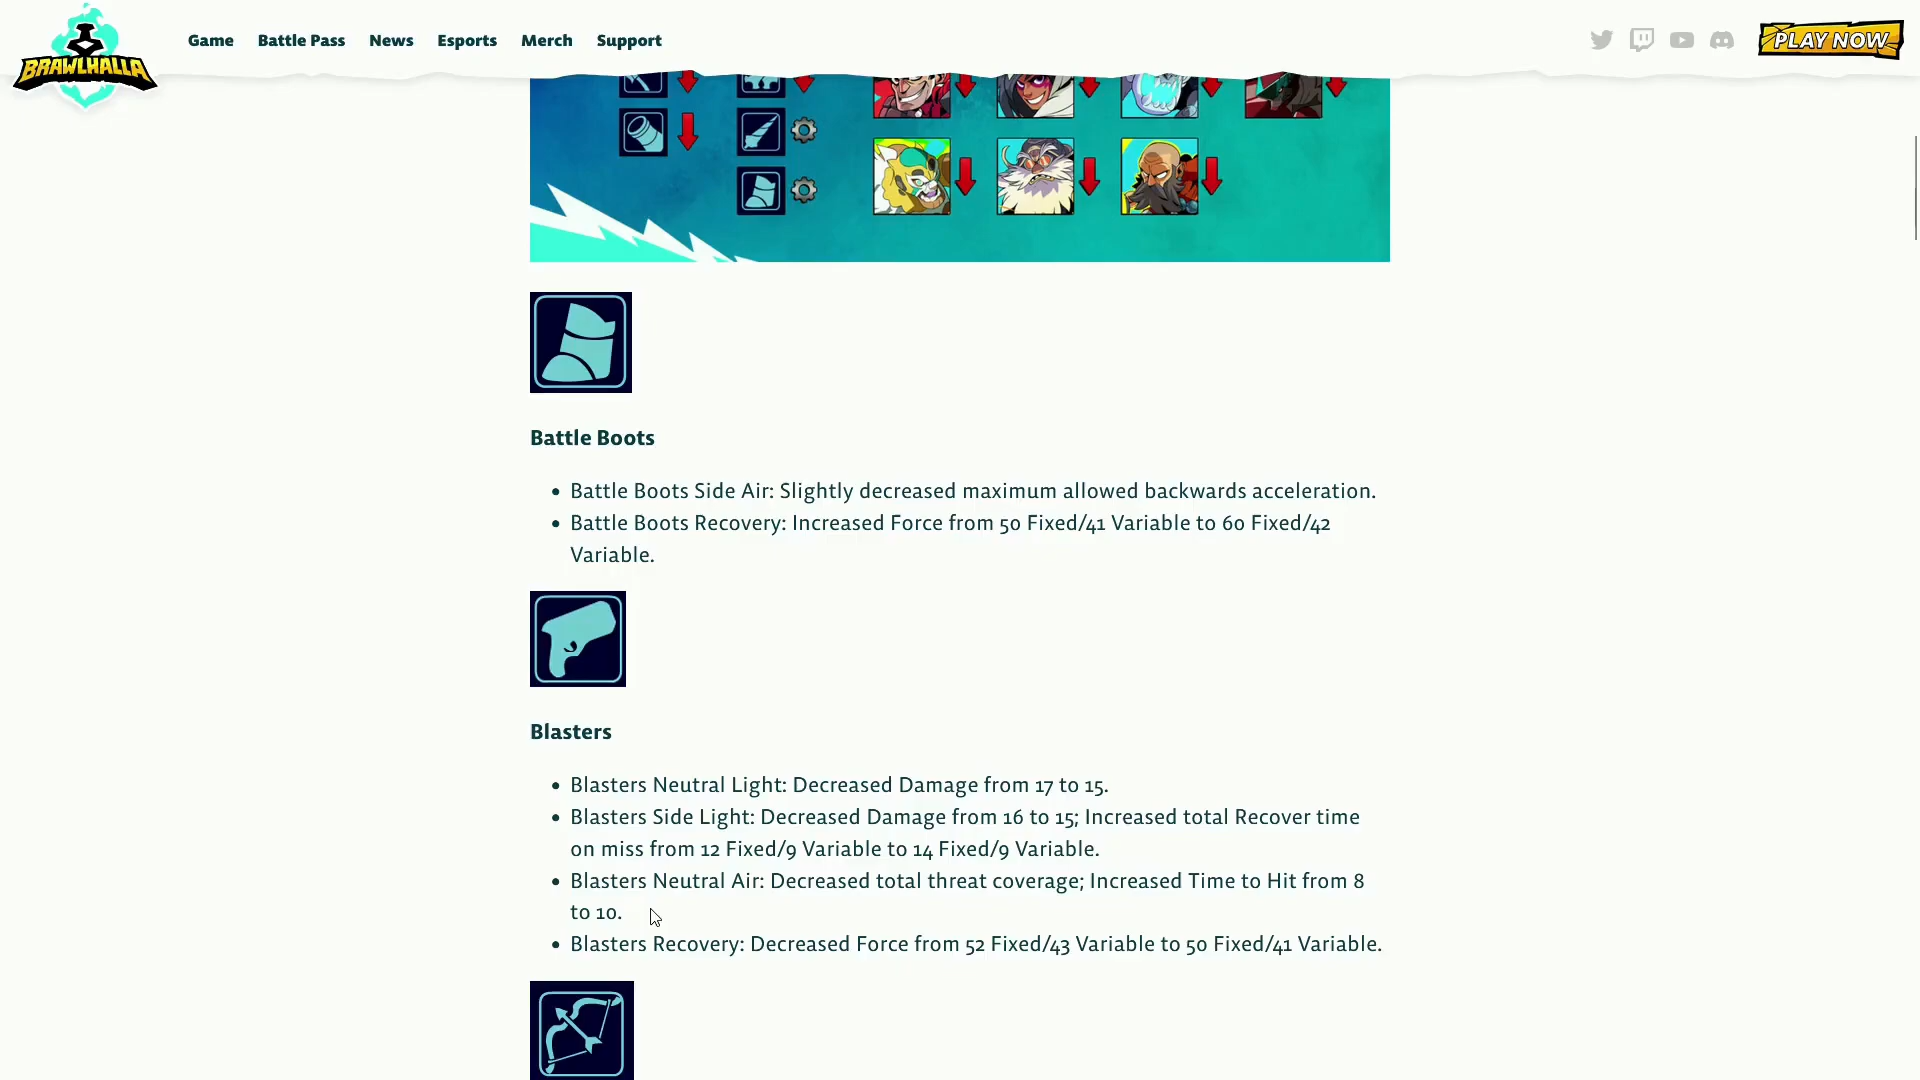 BRAWLHALLA
Game Battle Pass News Esports Merch Support
PLAY NOW
Battle Boots
• Battle Boots Side Air: Slightly decreased maximum allowed backwards acceleration.
• Battle Boots Recovery: Increased Force from 50 Fixed/41 Variable to 60 Fixed/42
Variable.
Blasters
• Blasters Neutral Light: Decreased Damage from 17 to 15.
• Blasters Side Light: Decreased Damage from 16 to 15; Increased total Recover time
on miss from 12 Fixed/9 Variable to 14 Fixed/9 Variable.
• Blasters Neutral Air: Decreased total threat coverage; Increased Time to Hit from 8
to 10.
• Blasters Recovery: Decreased Force from 52 Fixed/43 Variable to 50 Fixed/41 Variable.